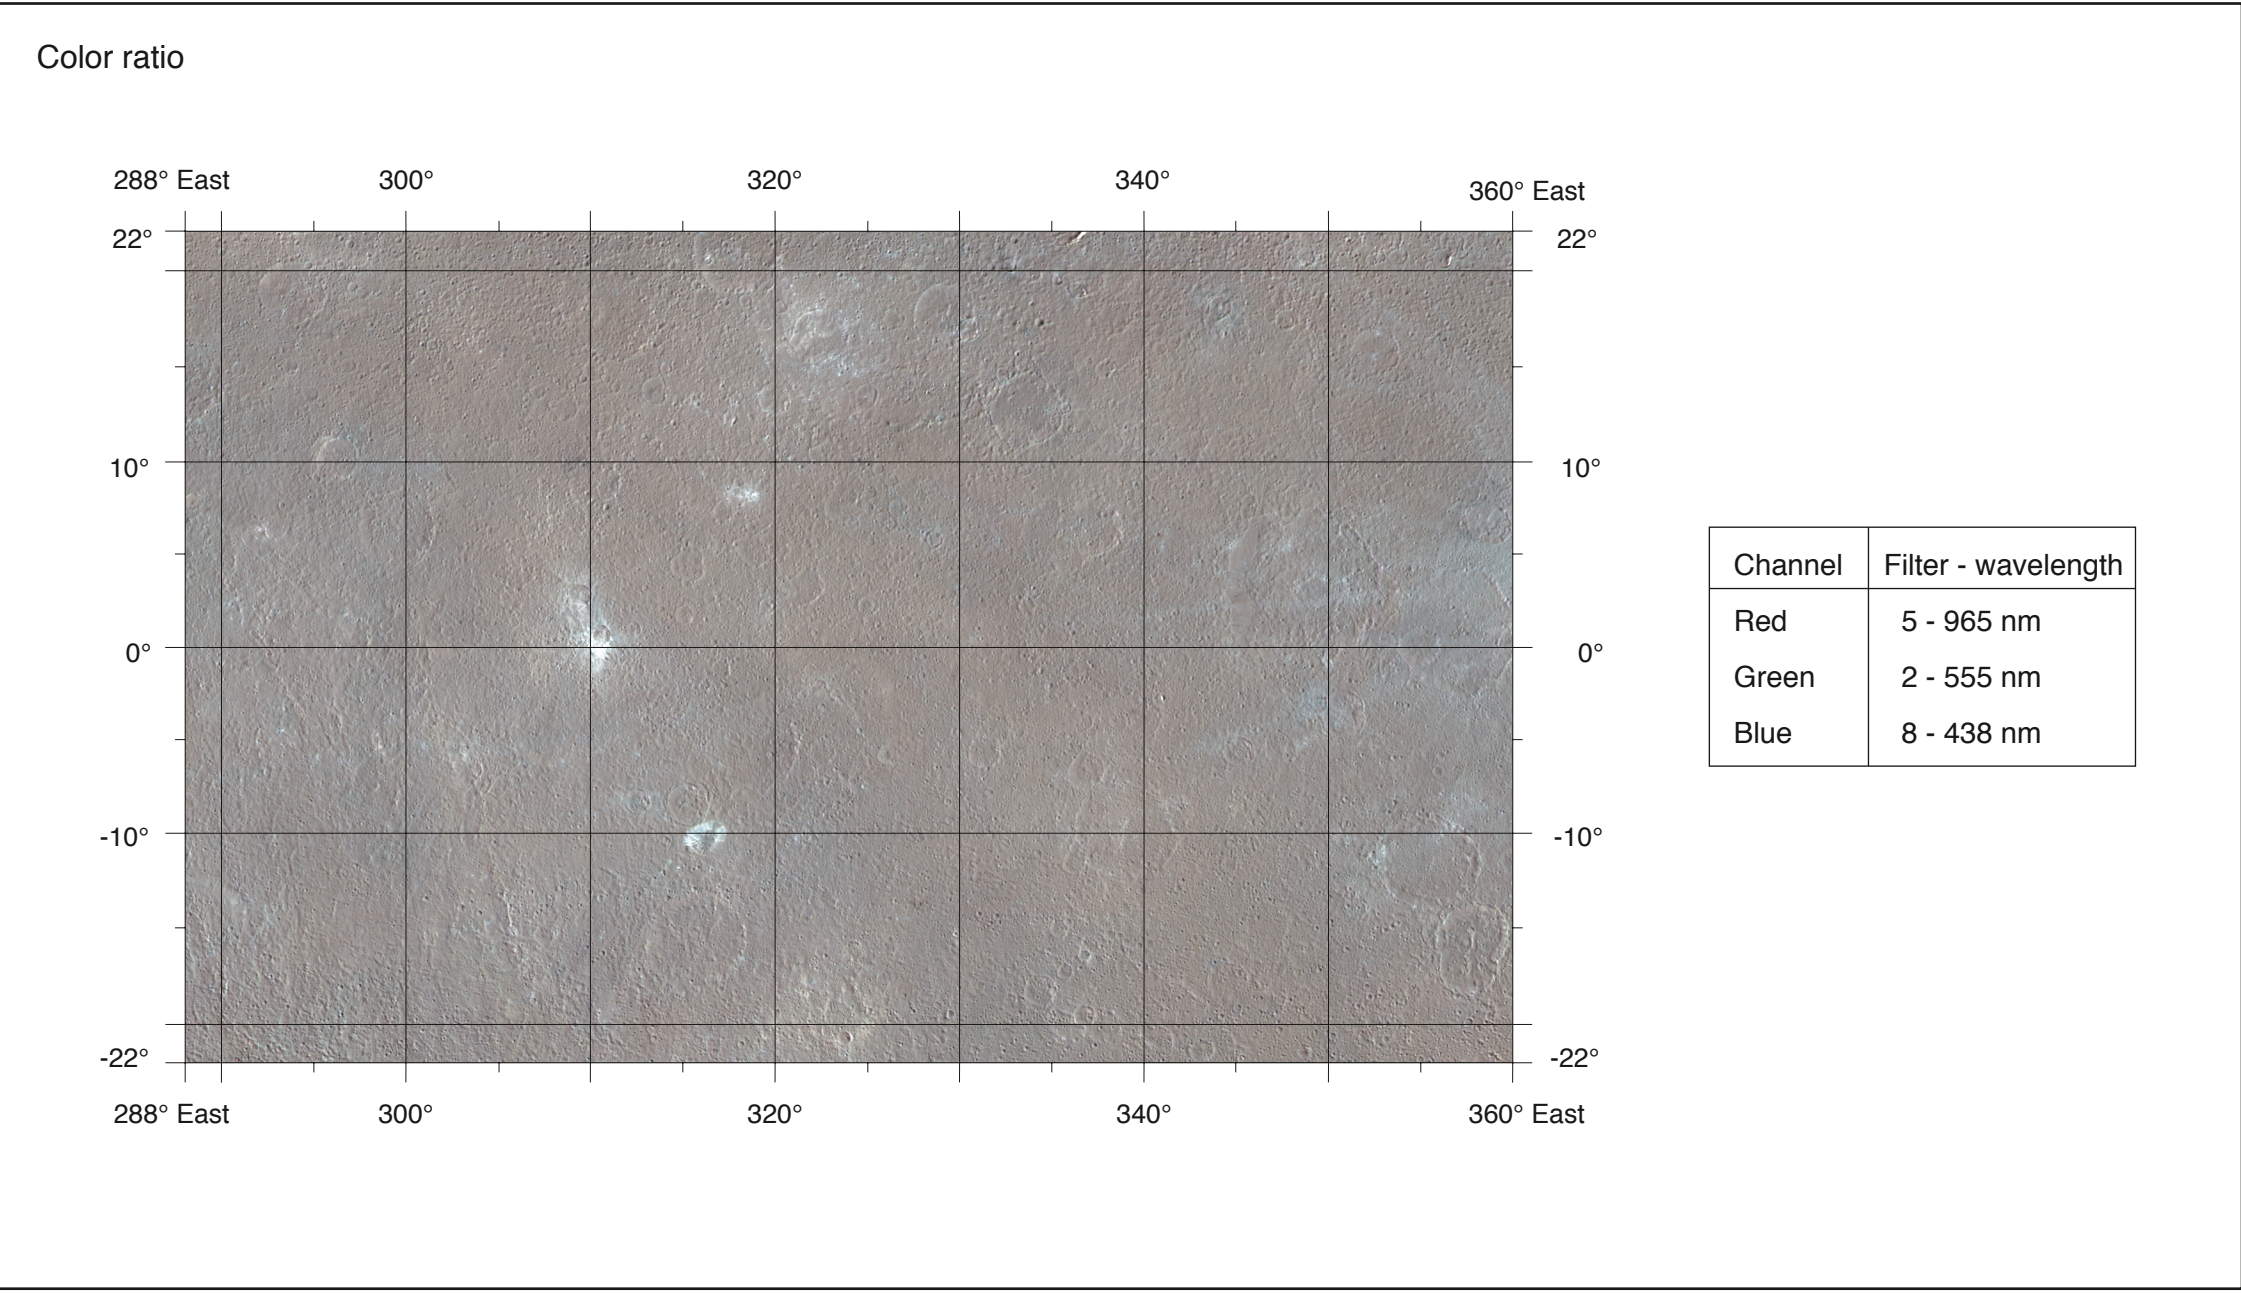 Color ratio
288° East 300° 320° 340° 360° East
22° 22°
10° 10°
0° 0°
-10° -10°
-22° -22°
288° East 300° 320° 340° 360° East
Channel Filter - wavelength
Red 5 - 965 nm
Green 2 - 555 nm
Blue 8 - 438 nm